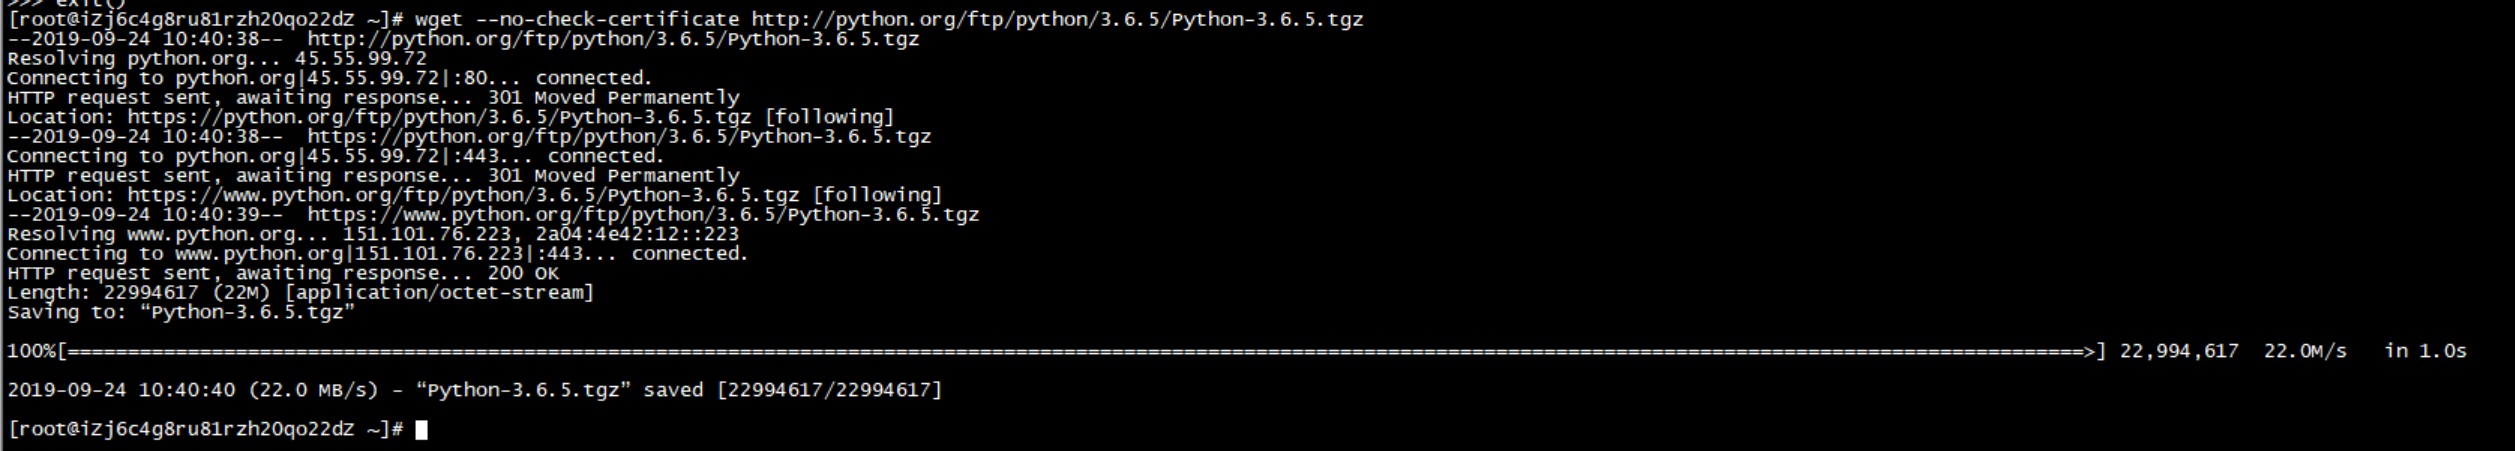 >>> exit()
[root@izj6c4g8ru81rzh20qo22dz ~]# wget --no-check-certificate http://python.org/ftp/python/3.6.5/Python-3.6.5.tgz
--2019-09-24 10:40:38--  http://python.org/ftp/python/3.6.5/Python-3.6.5.tgz
Resolving python.org... 45.55.99.72
Connecting to python.org|45.55.99.72|:80... connected.
HTTP request sent, awaiting response... 301 Moved Permanently
Location: https://python.org/ftp/python/3.6.5/Python-3.6.5.tgz [following]
--2019-09-24 10:40:38--  https://python.org/ftp/python/3.6.5/Python-3.6.5.tgz
Connecting to python.org|45.55.99.72|:443... connected.
HTTP request sent, awaiting response... 301 Moved Permanently
Location: https://www.python.org/ftp/python/3.6.5/Python-3.6.5.tgz [following]
--2019-09-24 10:40:39--  https://www.python.org/ftp/python/3.6.5/Python-3.6.5.tgz
Resolving www.python.org... 151.101.76.223, 2a04:4e42:12::223
Connecting to www.python.org|151.101.76.223|:443... connected.
HTTP request sent, awaiting response... 200 OK
Length: 22994617 (22M) [application/octet-stream]
Saving to: “Python-3.6.5.tgz”
100%[=========================================================================================================================================================================>] 22,994,617  22.0M/s   in 1.0s
2019-09-24 10:40:40 (22.0 MB/s) - “Python-3.6.5.tgz” saved [22994617/22994617]
[root@izj6c4g8ru81rzh20qo22dz ~]#